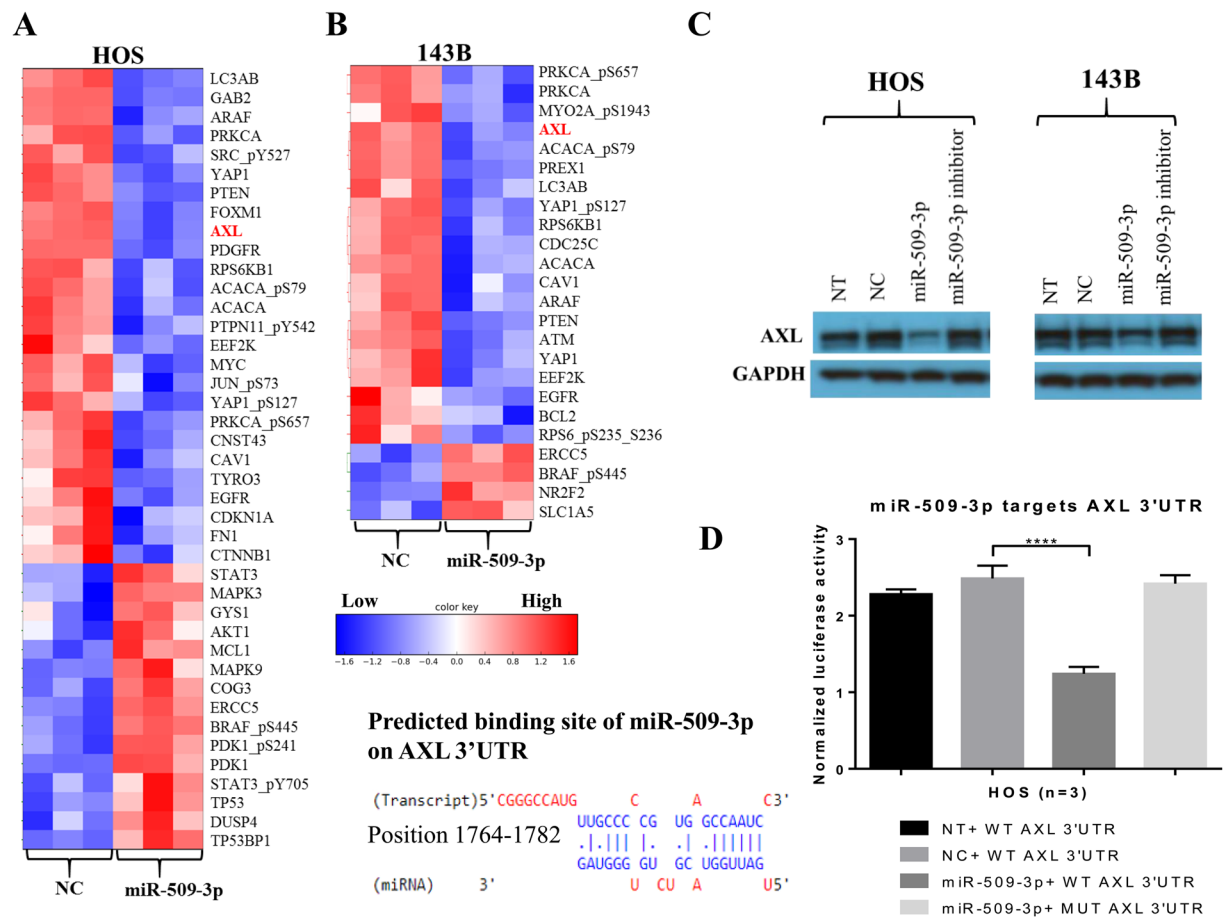 A
HOS
LC3AB
GAB2
ARAF
PRKCA
SRC_pY527
YAP1
PTEN
FOXM1
AXL
PDGFR
RPS6KB1
ACACA_pS79
ACACA
PTPN11_pY542
EEF2K
MYC
JUN_pS73
YAP1_pS127
PRKCA_pS657
CNST43
CAV1
TYRO3
EGFR
CDKN1A
FN1
CTNNB1
STAT3
MAPK3
GYS1
AKT1
MCL1
MAPK9
COG3
ERCC5
BRAF_pS445
PDK1_pS241
PDK1
STAT3_pY705
TP53
DUSP4
TP53BP1
NC miR-509-3p
B
143B
PRKCA_pS657
PRKCA
MYO2A_pS1943
AXL
ACACA_pS79
PREX1
LC3AB
YAP1_pS127
RPS6KB1
CDC25C
ACACA
CAV1
ARAF
PTEN
ATM
YAP1
EEF2K
EGFR
BCL2
RPS6_pS235_S236
ERCC5
BRAF_pS445
NR2F2
SLC1A5
NC miR-509-3p
Low color key High
−1.6 −0.8 0.0 0.4 0.8 1.2 1.6
Predicted binding site of miR-509-3p
on AXL 3’UTR
(Transcript)5'CGGGCCAUG C A C3'
UUGCCC CG UG GCCAAUC
Position 1764-1782 .|.||| || .| ||||||.
GAUGGG GU GC UGGUUAG
(miRNA) 3' U CU A U5'
C
HOS 143B
NT NC miR-509-3p miR-509-3p inhibitor NT NC miR-509-3p miR-509-3p inhibitor
AXL
GAPDH
D
miR-509-3p targets AXL 3'UTR
Normalized luciferase activity
3
2
1
0
****
HOS (n=3)
NT+ WT AXL 3'UTR
NC+ WT AXL 3'UTR
miR-509-3p+ WT AXL 3'UTR
miR-509-3p+ MUT AXL 3'UTR